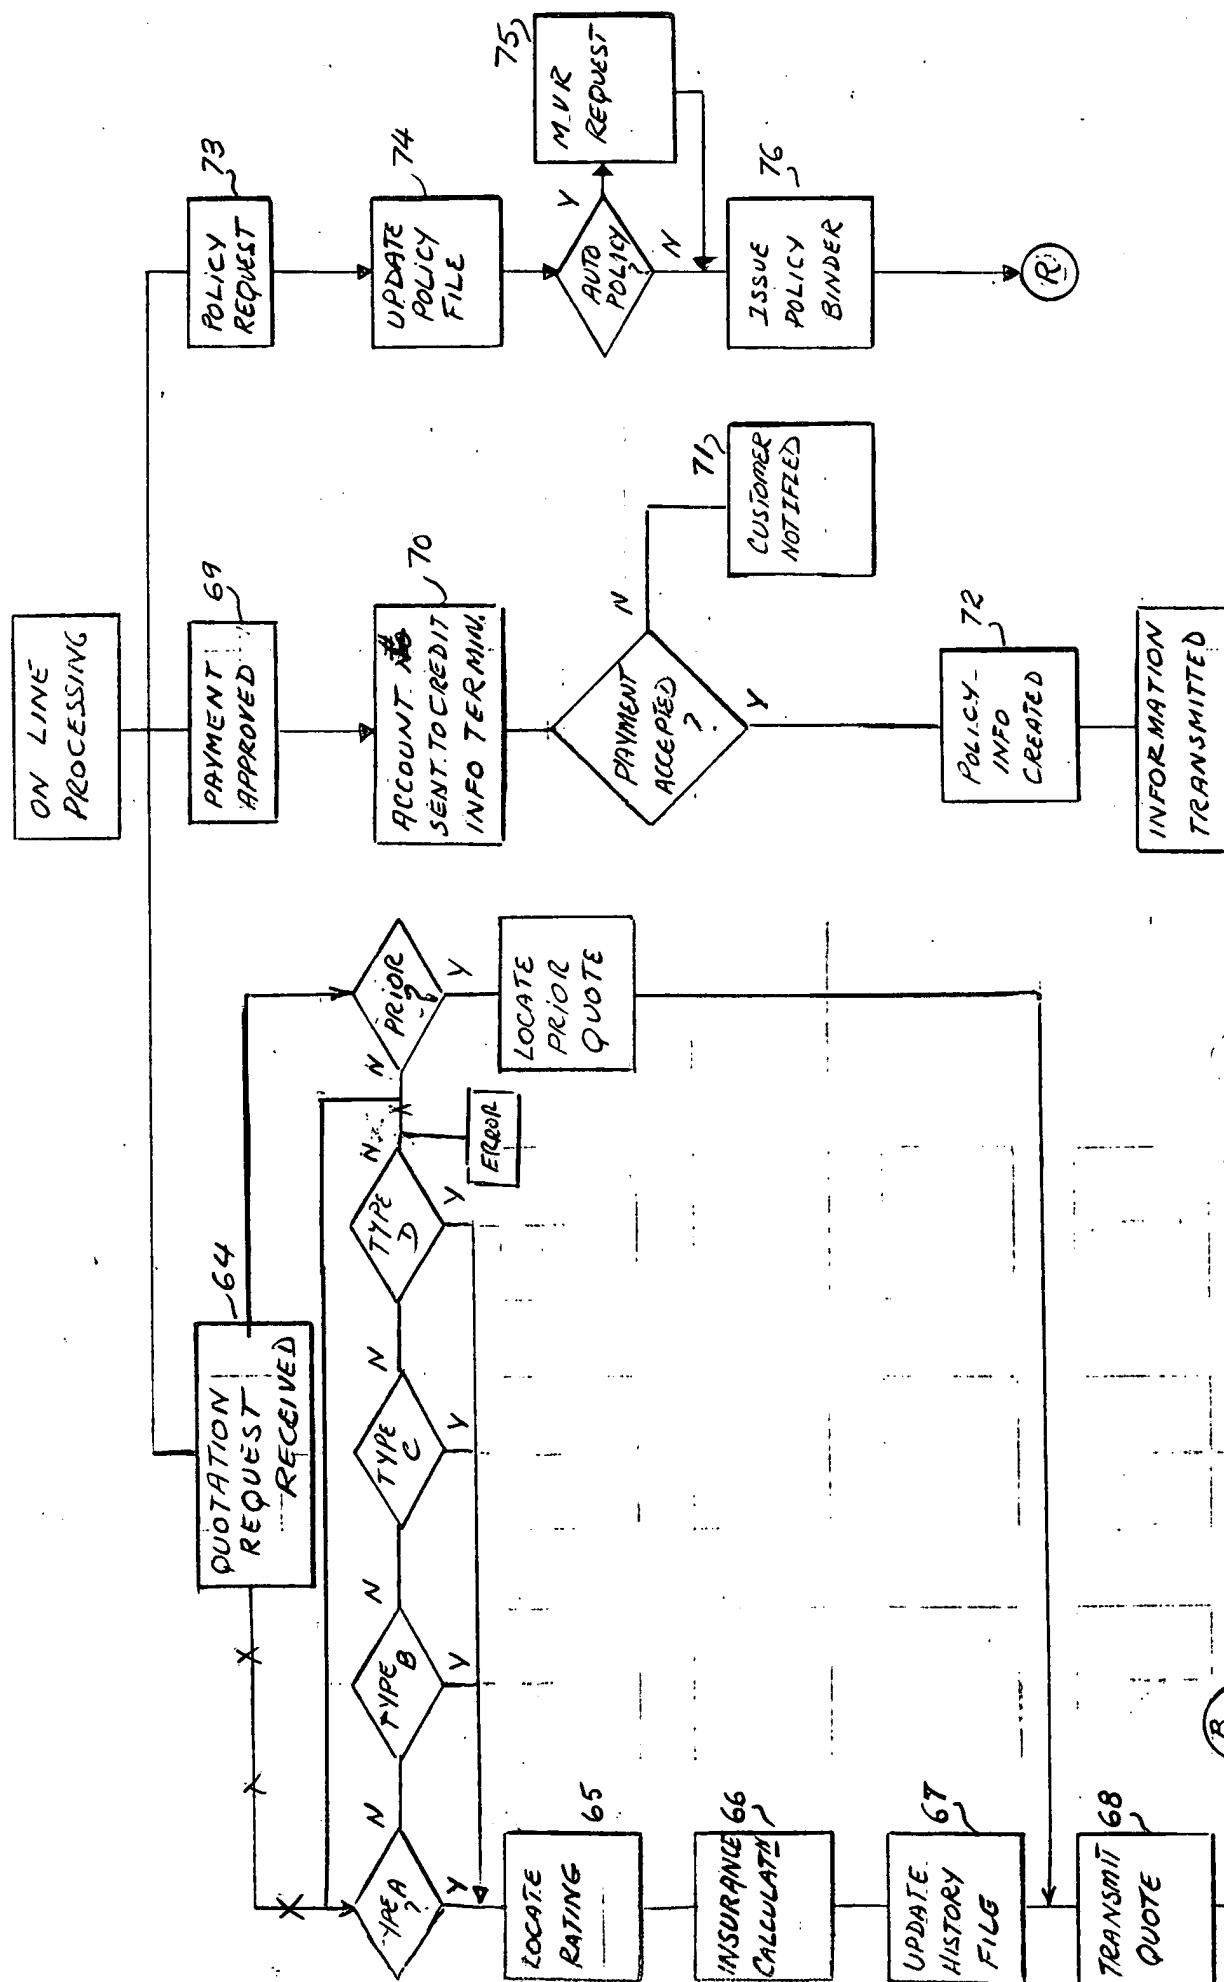 ON LINE
PROCESSING
QUOTATION
REQUEST
RECEIVED
64
PAYMENT
APPROVED
69
POLICY
REQUEST
73
TYPE A
?
N
Y
TYPE
B
N
Y
TYPE
C
N
Y
TYPE
D
N
Y
ERROR
PRIOR
?
N
Y
LOCATE
PRIOR
QUOTE
LOCATE
RATING
65
INSURANCE
CALCULATN
66
UPDATE
HISTORY
FILE
67
TRANSMIT
QUOTE
68
R
ACCOUNT #
SENT TO CREDIT
INFO TERMIN.
70
PAYMENT
ACCEPTED
?
N
Y
CUSTOMER
NOTIFIED
71
POLICY
INFO
CREATED
72
INFORMATION
TRANSMITTED
UPDATE
POLICY
FILE
74
AUTO
POLICY
?
Y
N
MVR
REQUEST
75
ISSUE
POLICY
BINDER
76
R